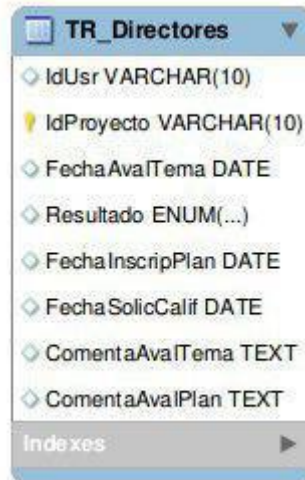 TR_Directores
IdUsr VARCHAR(10)
IdProyecto VARCHAR(10)
FechaAvalTema DATE
Resultado ENUM(...)
FechaInscripPlan DATE
FechaSolicCalif DATE
ComentaAvalTema TEXT
ComentaAvalPlan TEXT
Indexes